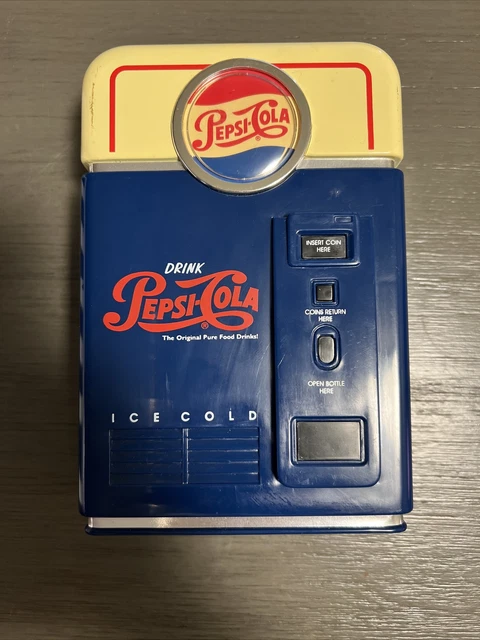 PEPSI-COLA
DRINK
PEPSI-COLA
®
The Original Pure Food Drinks!
ICE COLD
INSERT COIN
HERE
COINS RETURN
HERE
OPEN BOTTLE
HERE